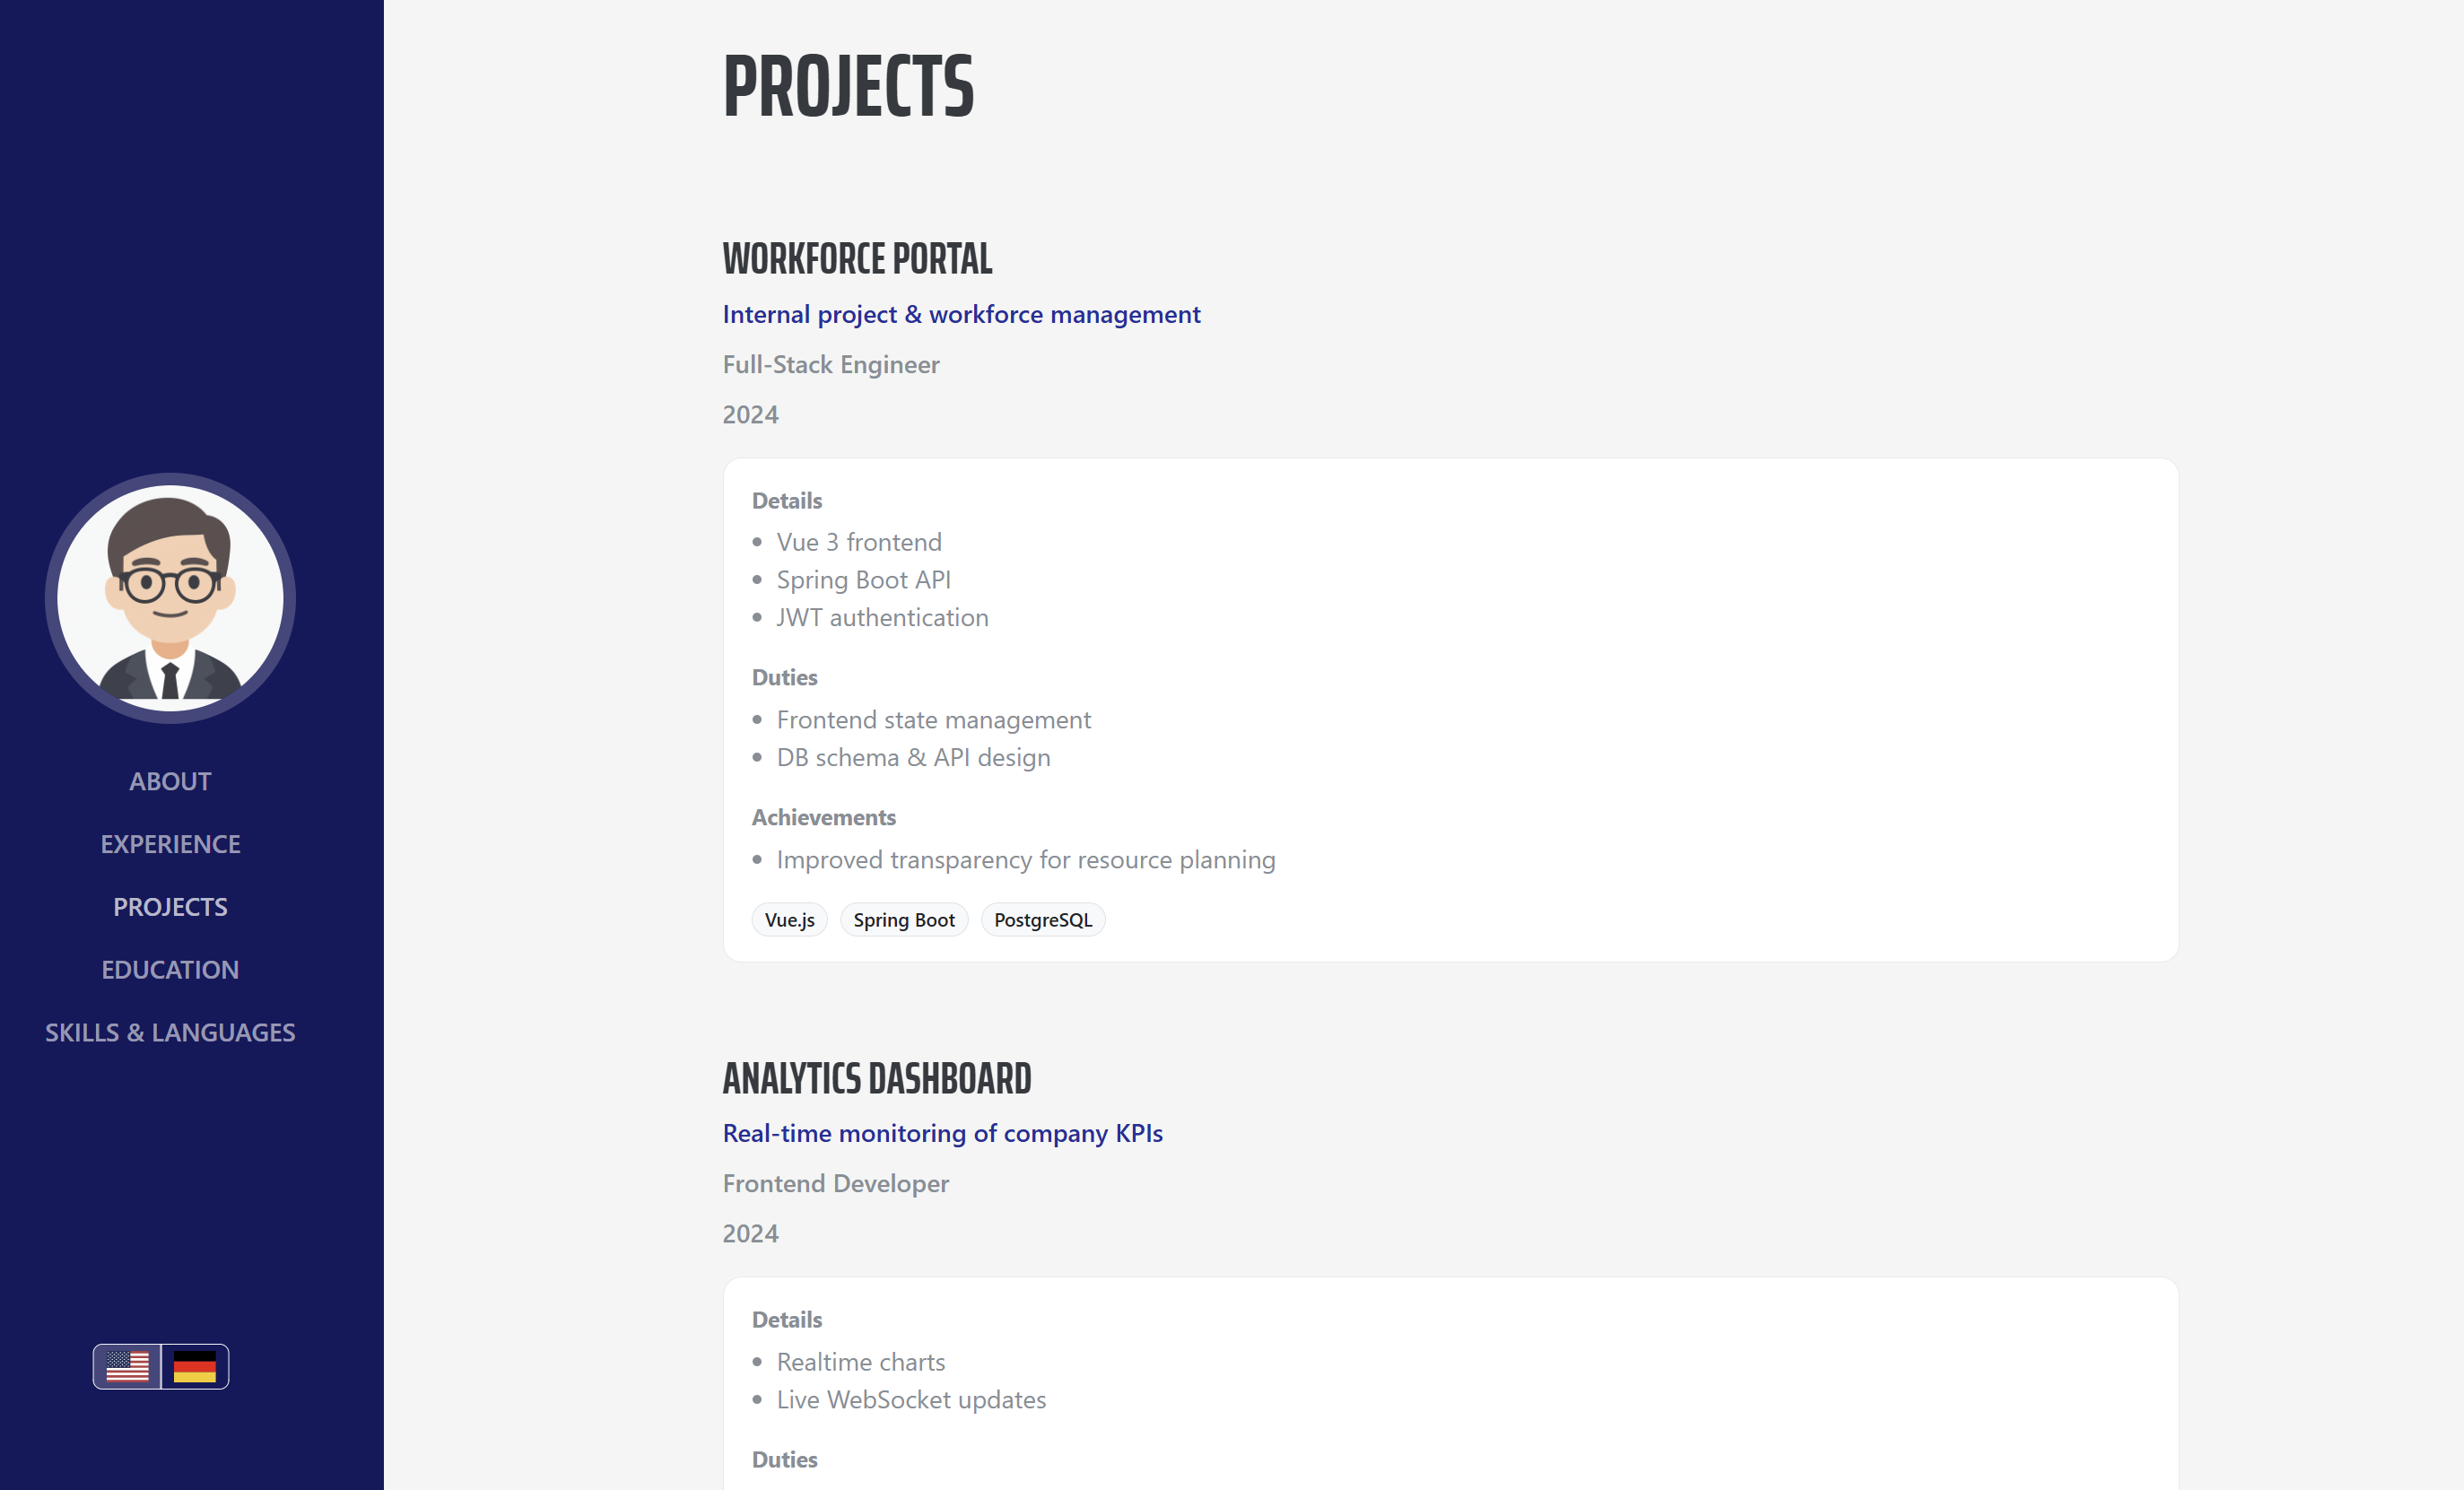 ABOUT
EXPERIENCE
PROJECTS
EDUCATION
SKILLS & LANGUAGES
PROJECTS
WORKFORCE PORTAL
Internal project & workforce management
Full-Stack Engineer
2024
Details
Vue 3 frontend
Spring Boot API
JWT authentication
Duties
Frontend state management
DB schema & API design
Achievements
Improved transparency for resource planning
Vue.js Spring Boot PostgreSQL
ANALYTICS DASHBOARD
Real-time monitoring of company KPIs
Frontend Developer
2024
Details
Realtime charts
Live WebSocket updates
Duties